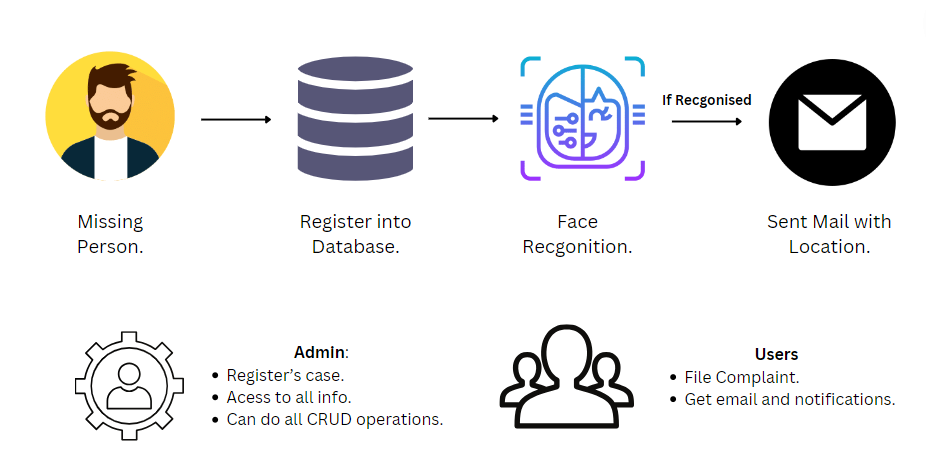 If Recgonised
Missing
Person.
Register into
Database.
Face
Recgonition.
Sent Mail with
Location.
Admin:
• Register's case.
• Acess to all info.
• Can do all CRUD operations.
Users
• File Complaint.
• Get email and notifications.